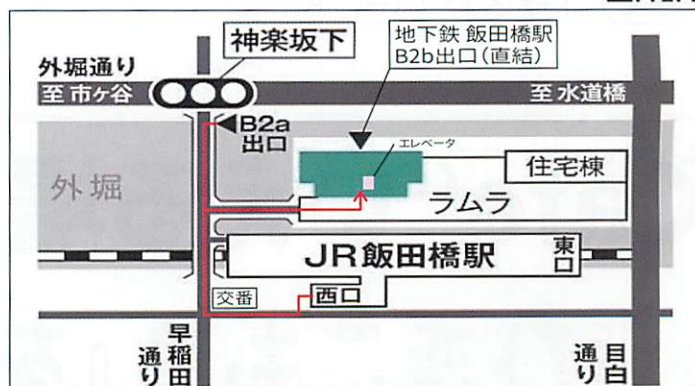 神楽坂下
地下鉄 飯田橋駅
B2b出口（直結）
外堀通り
至 市ヶ谷
至 水道橋
B2a
出口
エレベータ
住宅棟
外堀
ラムラ
JR飯田橋駅
東口
交番
西口
早稲田通り
目白通り